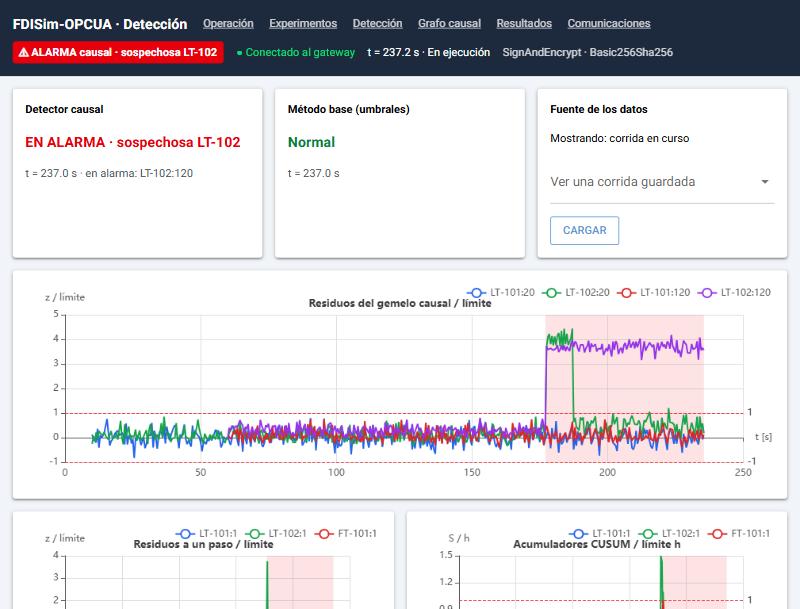 FDISim-OPCUA · Detección Operación Experimentos Detección Grafo causal Resultados Comunicaciones
⚠ ALARMA causal · sospechosa LT-102 ● Conectado al gateway t = 237.2 s · En ejecución SignAndEncrypt · Basic256Sha256
Detector causal
EN ALARMA · sospechosa LT-102
t = 237.0 s · en alarma: LT-102:120
Método base (umbrales)
Normal
t = 237.0 s
Fuente de los datos
Mostrando: corrida en curso
Ver una corrida guardada
CARGAR
LT-101:20 LT-102:20 LT-101:120 LT-102:120
z / límite
Residuos del gemelo causal / límite
5
4
3
2
1 1
0 t [s]
-1 -1
0 50 100 150 200 250
LT-101:1 LT-102:1 FT-101:1
z / límite
Residuos a un paso / límite
4
3
2
LT-101:1 LT-102:1 FT-101:1
S / h
Acumuladores CUSUM / límite h
1.5
1.2
1
0.9